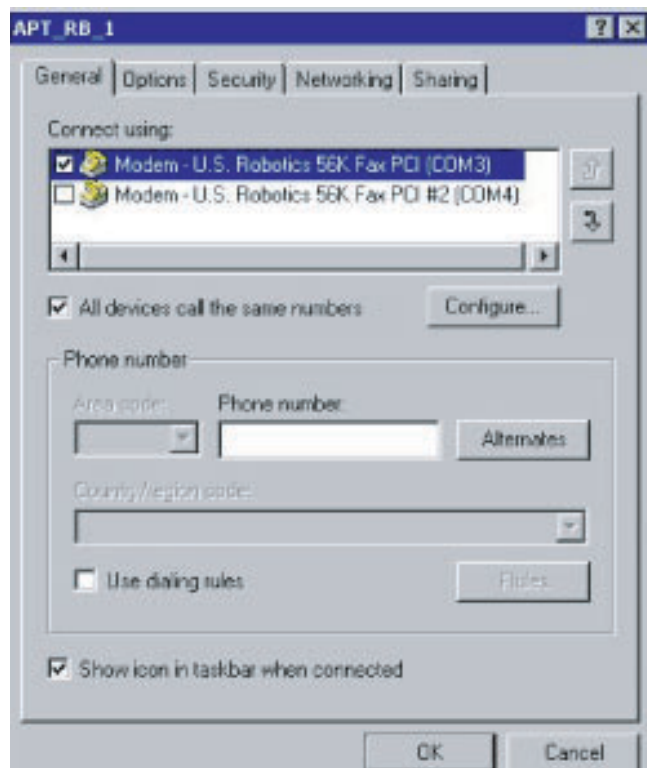 APT_RB_1
General Options Security Networking Sharing
Connect using:
Modem - U.S. Robotics 56K Fax PCI (COM3)
Modem - U.S. Robotics 56K Fax PCI #2 (COM4)
All devices call the same numbers
Configure...
Phone number
Area code: Phone number:
Alternates
Country/region code:
Use dialing rules
Rules
Show icon in taskbar when connected
OK Cancel